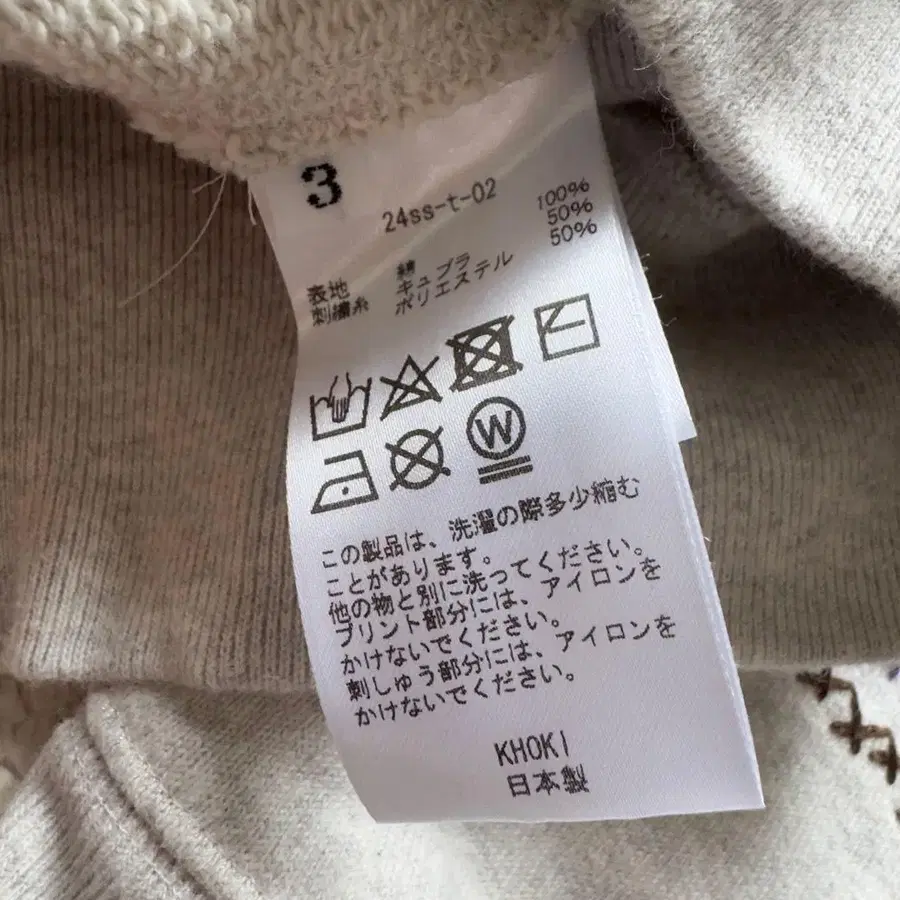 3
24ss-t-02
表地 綿 100%
刺繍糸 キュプラ 50%
ポリエステル 50%
W
この製品は、洗濯の際多少縮む
ことがあります。
他の物と別に洗ってください。
プリント部分には、アイロンを
かけないでください。
刺しゅう部分には、アイロンを
かけないでください。
KHOKI
日本製